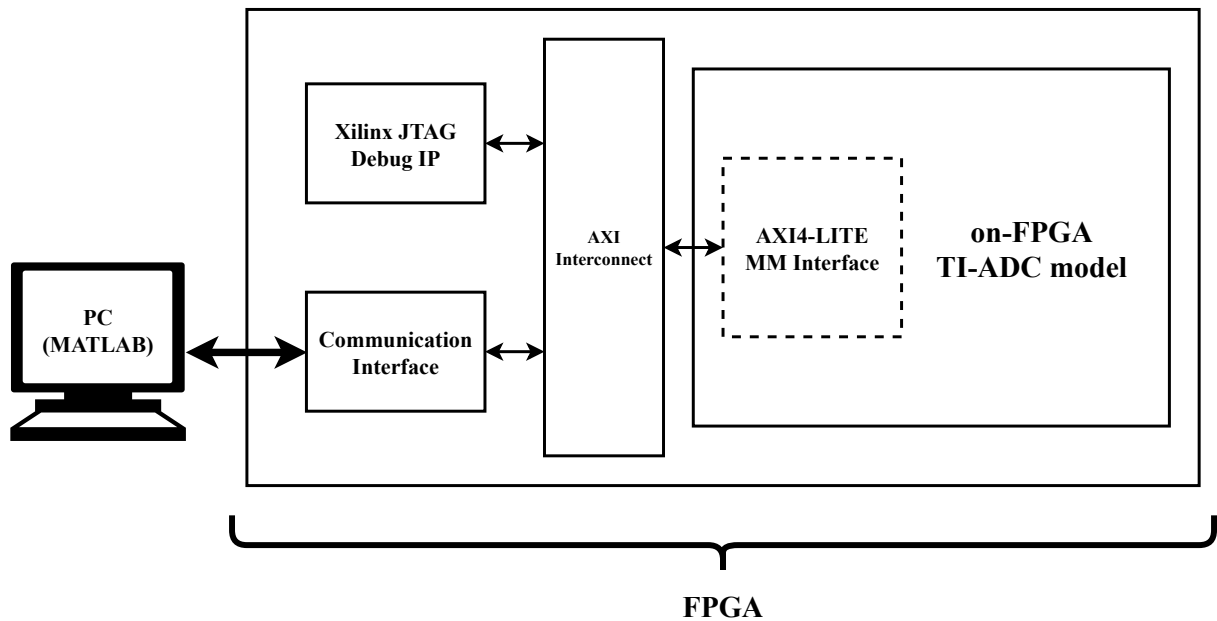 Xilinx JTAG
Debug IP
PC
(MATLAB)
Communication
Interface
AXI
Interconnect
AXI4-LITE
MM Interface
on-FPGA
TI-ADC model
FPGA